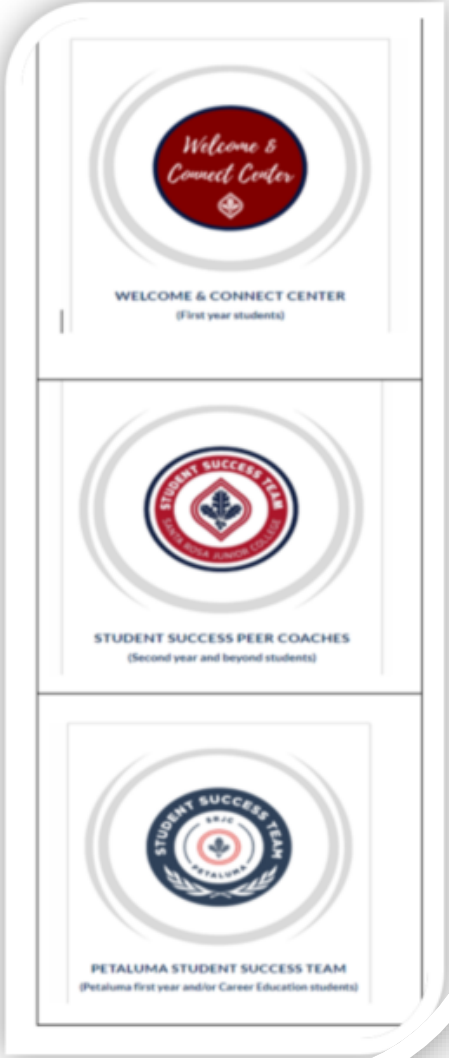 Welcome &
Connect Center
WELCOME & CONNECT CENTER
(First year students)
STUDENT SUCCESS TEAM
SANTA ROSA JUNIOR COLLEGE
STUDENT SUCCESS PEER COACHES
(Second year and beyond students)
STUDENT SUCCESS TEAM
SRJC
PETALUMA
PETALUMA STUDENT SUCCESS TEAM
(Petaluma first year and/or Career Education students)